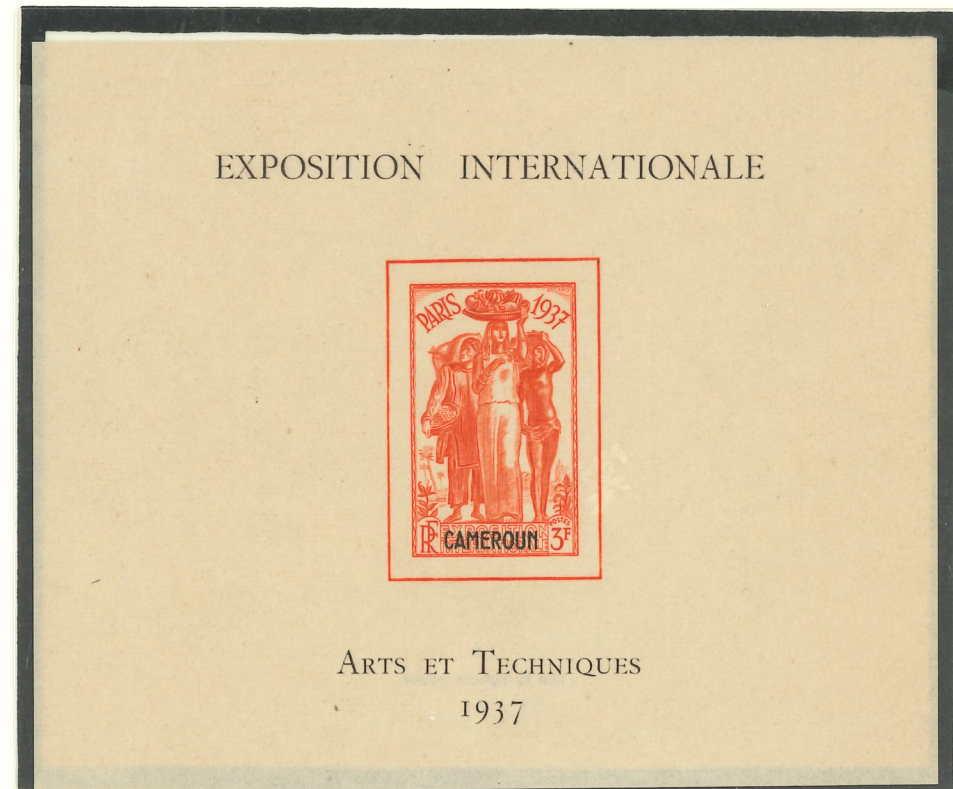 EXPOSITION INTERNATIONALE
PARIS 1937
RF EXPOSITION POSTES
CAMEROUN 3F
ARTS ET TECHNIQUES
1937